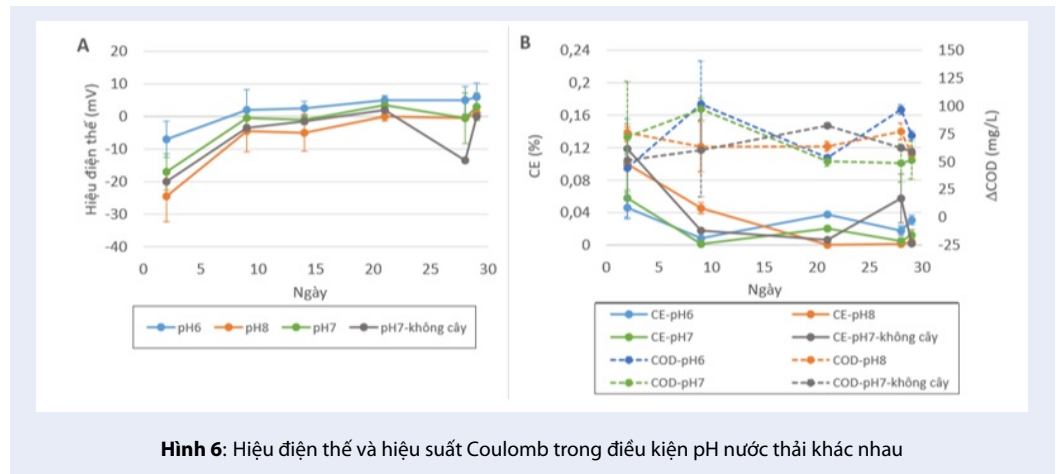 A
20
10
0
-10
-20
-30
-40
Hiệu điện thế (mV)
0 5 10 15 20 25 30
Ngày
pH6 pH8 pH7 pH7-không cây
B
0,24
0,2
0,16
0,12
0,08
0,04
0
CE (%)
150
125
100
75
50
25
0
-25
ΔCOD (mg/L)
0 5 10 15 20 25 30
Ngày
CE-pH6 CE-pH8
CE-pH7 CE-pH7-không cây
COD-pH6 COD-pH8
COD-pH7 COD-pH7-không cây
Hình 6: Hiệu điện thế và hiệu suất Coulomb trong điều kiện pH nước thải khác nhau